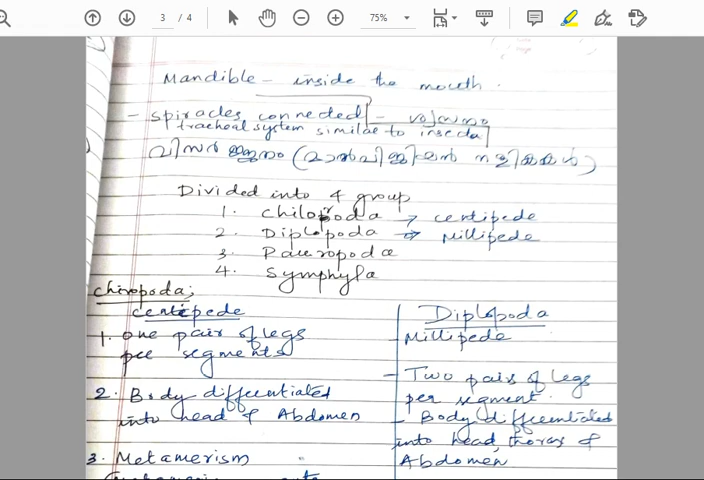 3 / 4
75%
Mandible - inside the mouth.
- spiracles connected
tracheal system similar to insecta
Divided into 4 group
1. Chilopoda → centipede
2. Diplopoda → Millipede
3. Pauropoda
4. Symphyla
Chiropoda;
centipede
1. one pair of legs
per segments
2. Body differentiated
into head & Abdomen
3. Metamerism
Diplopoda
- Millipede
- Two pairs of legs
per segment.
- Body differentiated
into head, thorax &
Abdomen